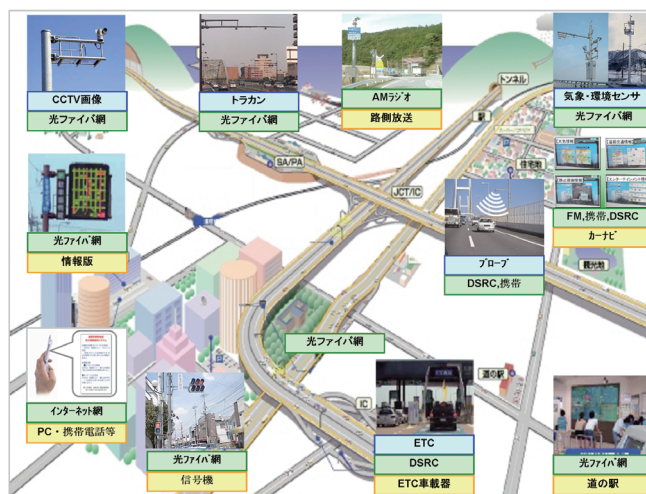 CCTV画像
光ファイバ網
トラカン
光ファイバ網
AMラジオ
路側放送
気象・環境センサ
光ファイバ網
トンネル
駅
住宅地
SA/PA
JCT/IC
FM,携帯,DSRC
カーナビ
光ファイバ網
情報版
プローブ
DSRC,携帯
観光地
光ファイバ網
道の駅
インターネット網
PC・携帯電話等
IC
光ファイバ網
信号機
ETC
DSRC
ETC車載器
光ファイバ網
道の駅